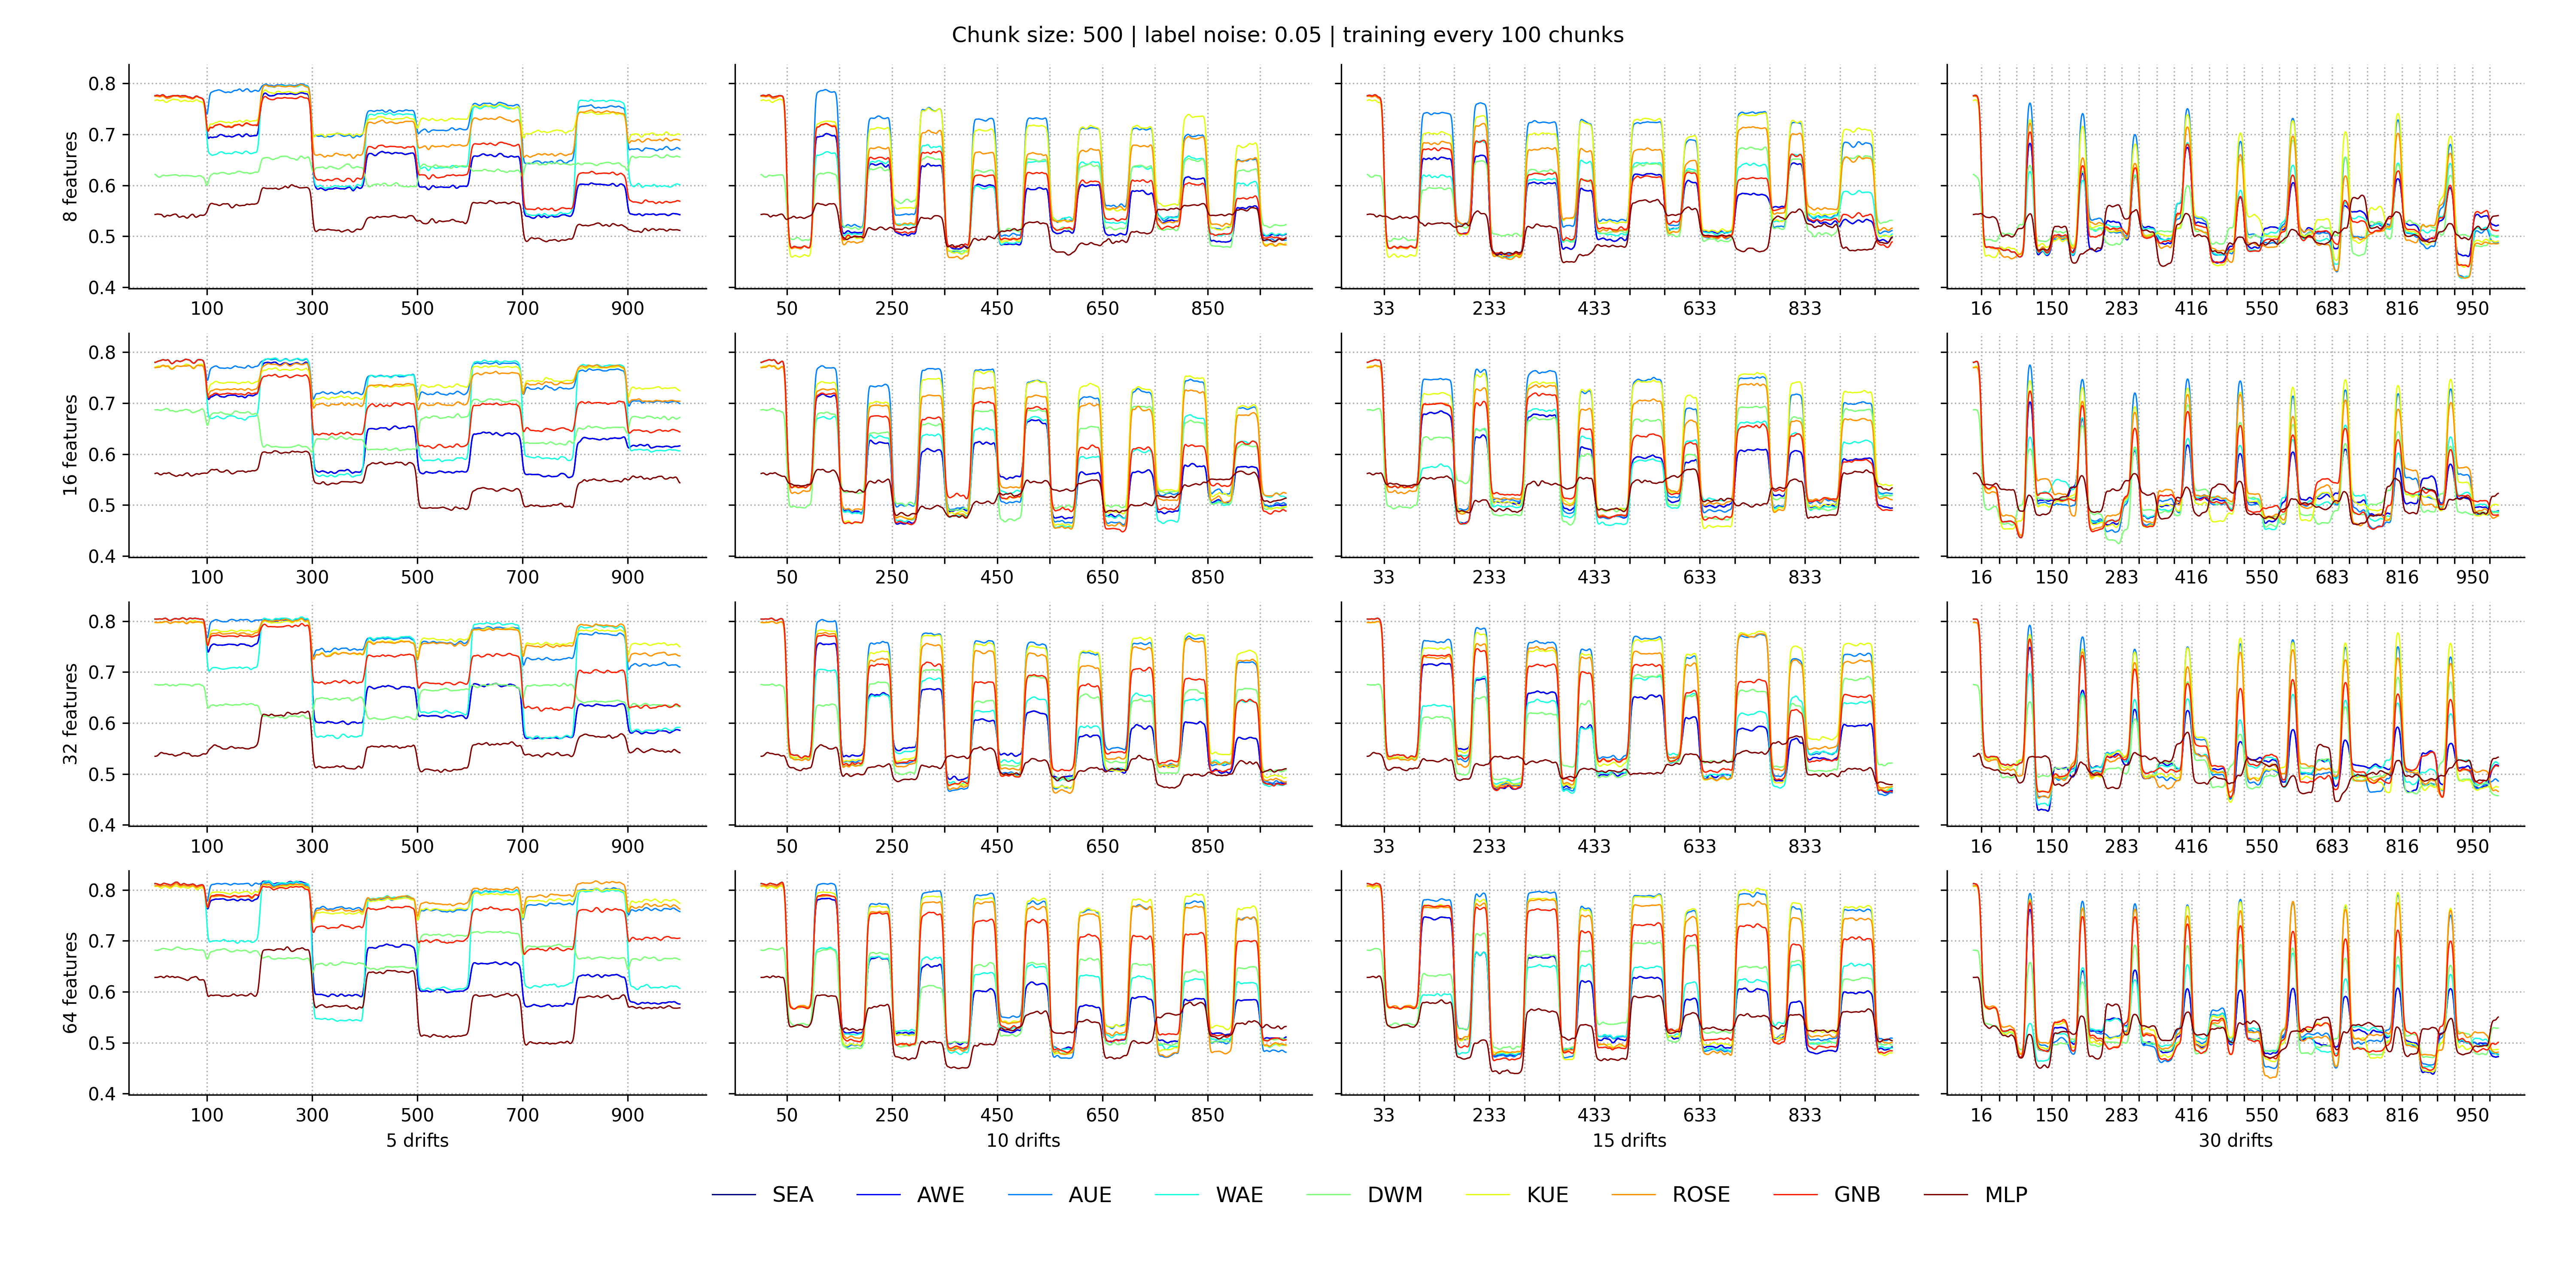 Chunk size: 500 | label noise: 0.05 | training every 100 chunks
8 features
0.8
0.7
0.6
0.5
0.4
100 300 500 700 900
50 250 450 650 850
33 233 433 633 833
16 150 283 416 550 683 816 950
16 features
0.8
0.7
0.6
0.5
0.4
100 300 500 700 900
50 250 450 650 850
33 233 433 633 833
16 150 283 416 550 683 816 950
32 features
0.8
0.7
0.6
0.5
0.4
100 300 500 700 900
50 250 450 650 850
33 233 433 633 833
16 150 283 416 550 683 816 950
64 features
0.8
0.7
0.6
0.5
0.4
100 300 500 700 900
5 drifts
50 250 450 650 850
10 drifts
33 233 433 633 833
15 drifts
16 150 283 416 550 683 816 950
30 drifts
SEA AWE AUE WAE DWM KUE ROSE GNB MLP